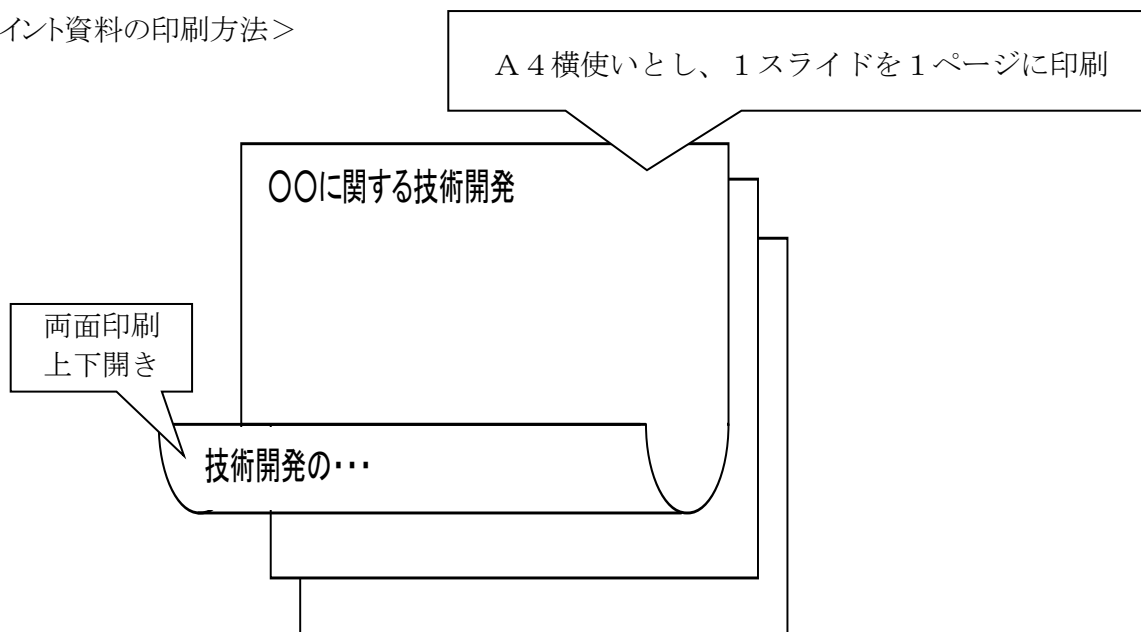 イント資料の印刷方法＞
Ａ４横使いとし、１スライドを１ページに印刷
〇〇に関する技術開発
両面印刷
上下開き
技術開発の・・・